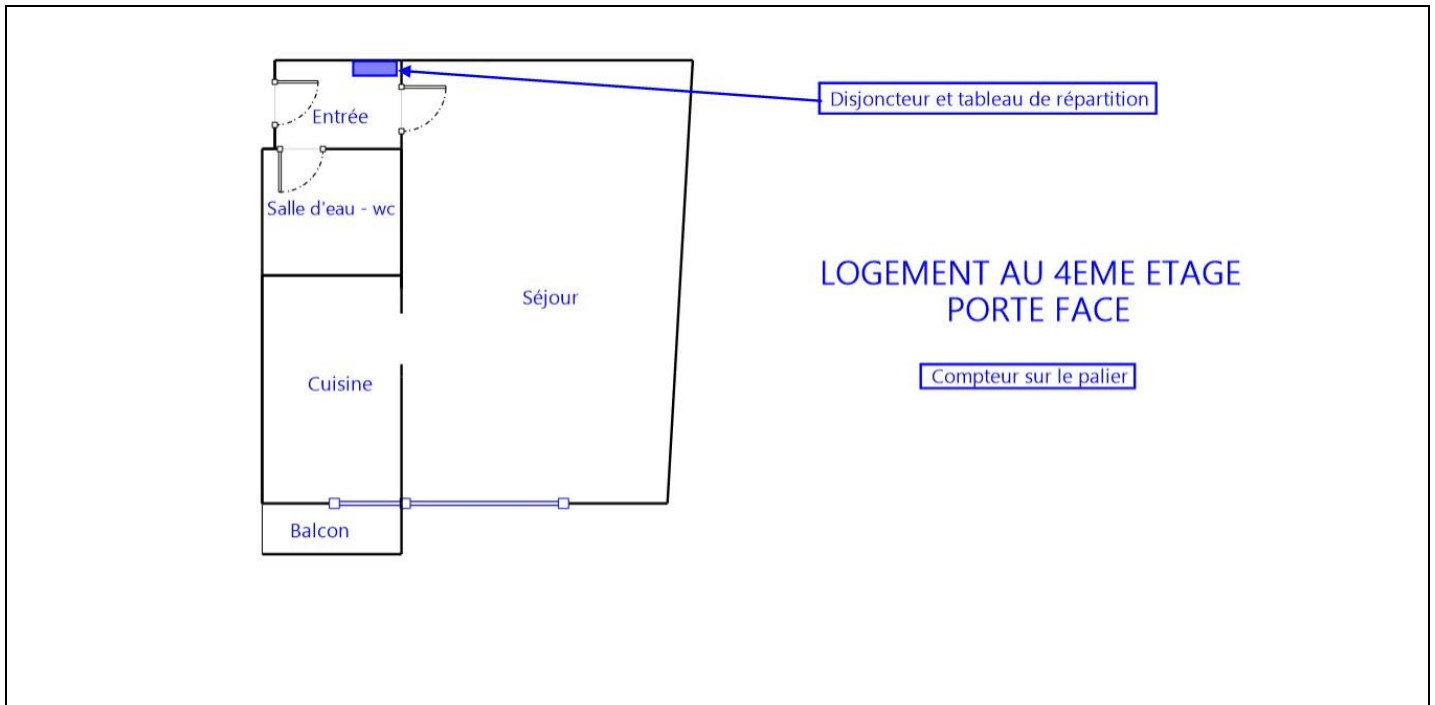 Disjoncteur et tableau de répartition
Entrée
Salle d'eau - wc
LOGEMENT AU 4EME ETAGE
PORTE FACE
Séjour
Compteur sur le palier
Cuisine
Balcon